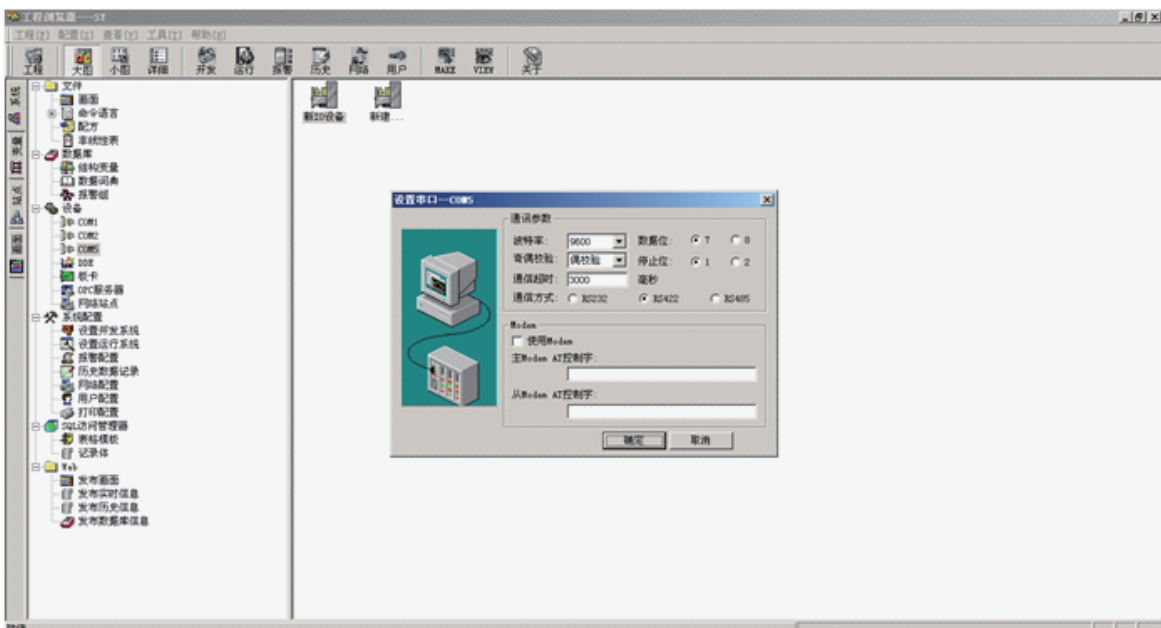 工程浏览器---SY
工程[P] 配置[S] 查看[V] 工具[T] 帮助[H]
工程 大图 小图 详细 开发 运行 报警 历史 网络 用户 MAKE VIEW 关于
系统
变量
站点
画面
文件
画面
命令语言
配方
非线性表
数据库
结构变量
数据词典
报警组
设备
COM1
COM2
COM5
DDE
板卡
OPC服务器
网络站点
系统配置
设置开发系统
设置运行系统
报警配置
历史数据记录
网络配置
用户配置
打印配置
SQL访问管理器
表格模板
记录体
Web
发布画面
发布实时信息
发布历史信息
发布数据库信息
新IO设备 新建...
设置串口--COM5
通讯参数
波特率: 9600 数据位: 7 8
奇偶校验: 偶校验 停止位: 1 2
通信超时: 3000 毫秒
通信方式: RS232 RS422 RS485
Modem
使用Modem
主Modem AT控制字:
从Modem AT控制字:
确定 取消